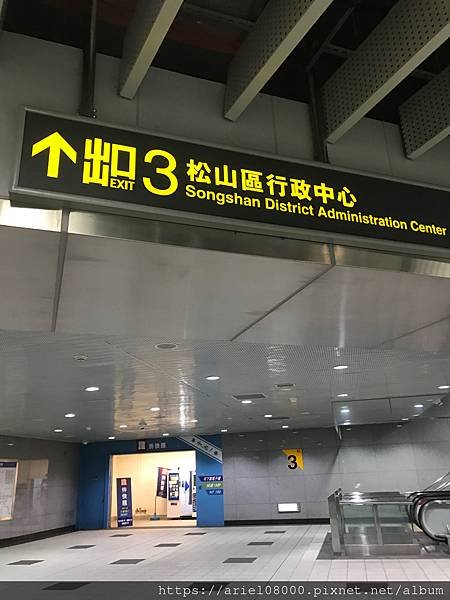 出口 3 松山區行政中心
EXIT Songshan District Administration Center
3
https://ariel08000.pixnet.net/album